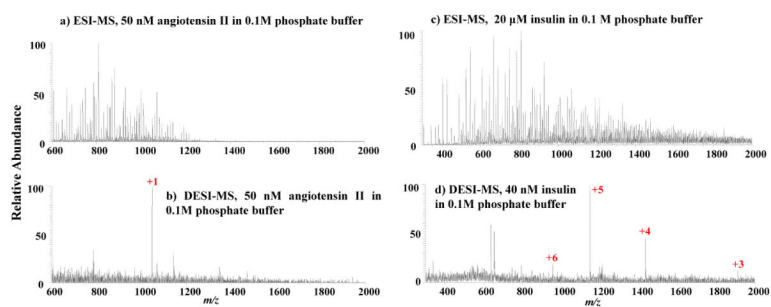 a) ESI-MS, 50 nM angiotensin II in 0.1M phosphate buffer
100
50
0
600 800 1000 1200 1400 1600 1800 2000
Relative Abundance
+1
100
b) DESI-MS, 50 nM angiotensin II in
0.1M phosphate buffer
50
0
600 800 1000 1200 1400 1600 1800 2000
m/z
c) ESI-MS, 20 µM insulin in 0.1 M phosphate buffer
100
50
0
400 600 800 1000 1200 1400 1600 1800 2000
d) DESI-MS, 40 nM insulin
in 0.1M phosphate buffer
100
+5
50
+4
+6
+3
0
400 600 800 1000 1200 1400 1600 1800 2000
m/z